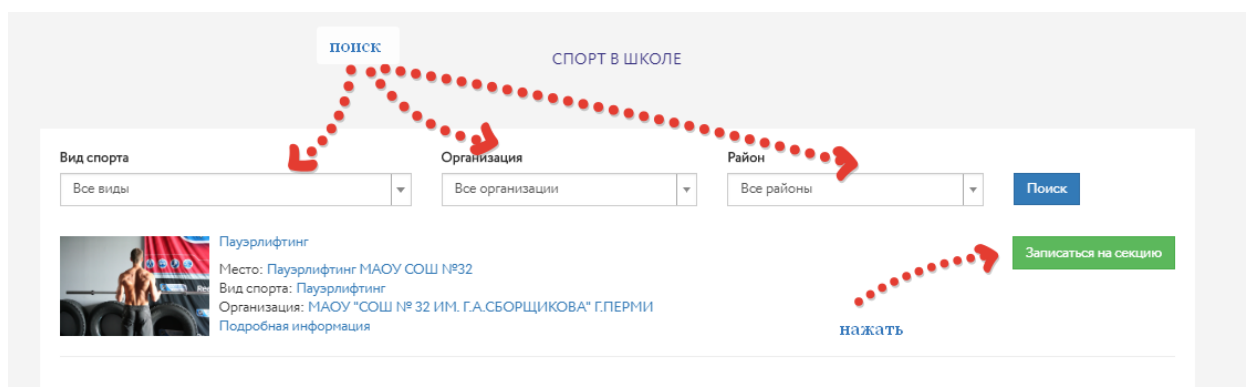 поиск
СПОРТ В ШКОЛЕ
Вид спорта
Организация
Район
Все виды
Все организации
Все районы
Поиск
Пауэрлифтинг
Место: Пауэрлифтинг МАОУ СОШ №32
Вид спорта: Пауэрлифтинг
Организация: МАОУ "СОШ № 32 ИМ. Г.А.СБОРЩИКОВА" Г.ПЕРМИ
Подробная информация
Записаться на секцию
нажать